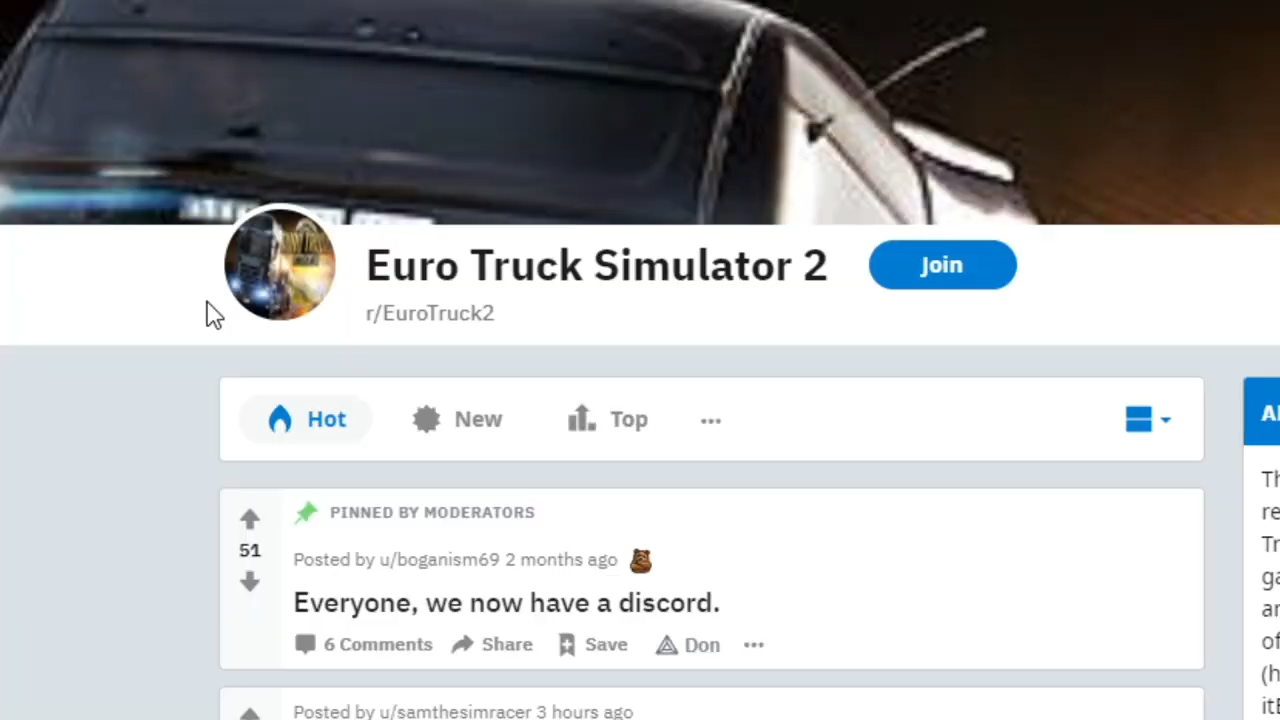 Euro Truck Simulator 2
Join
r/EuroTruck2
Hot
New
Top
PINNED BY MODERATORS
51
Posted by u/boganism69 2 months ago
Everyone, we now have a discord.
6 Comments
Share
Save
Don
Posted by u/samthesimracer 3 hours ago